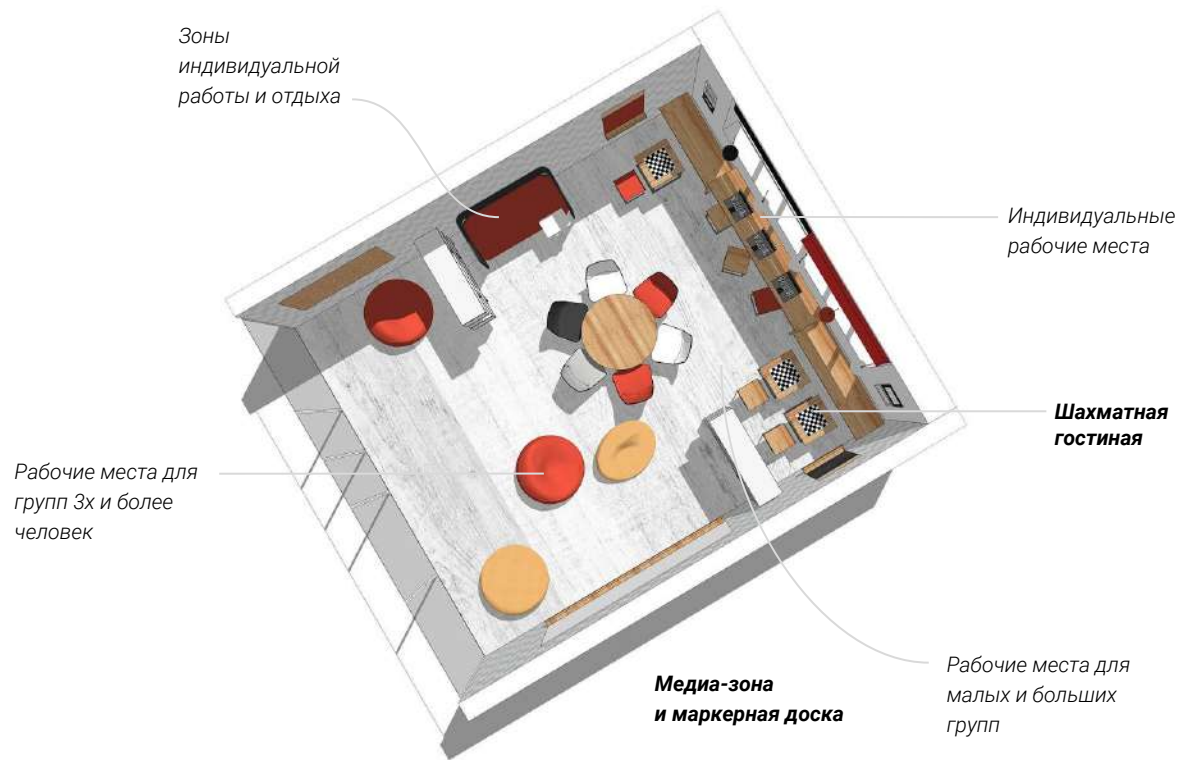 Зоны
индивидуальной
работы и отдыха
Индивидуальные
рабочие места
Шахматная
гостиная
Рабочие места для
групп 3х и более
человек
Медиа-зона
и маркерная доска
Рабочие места для
малых и больших
групп